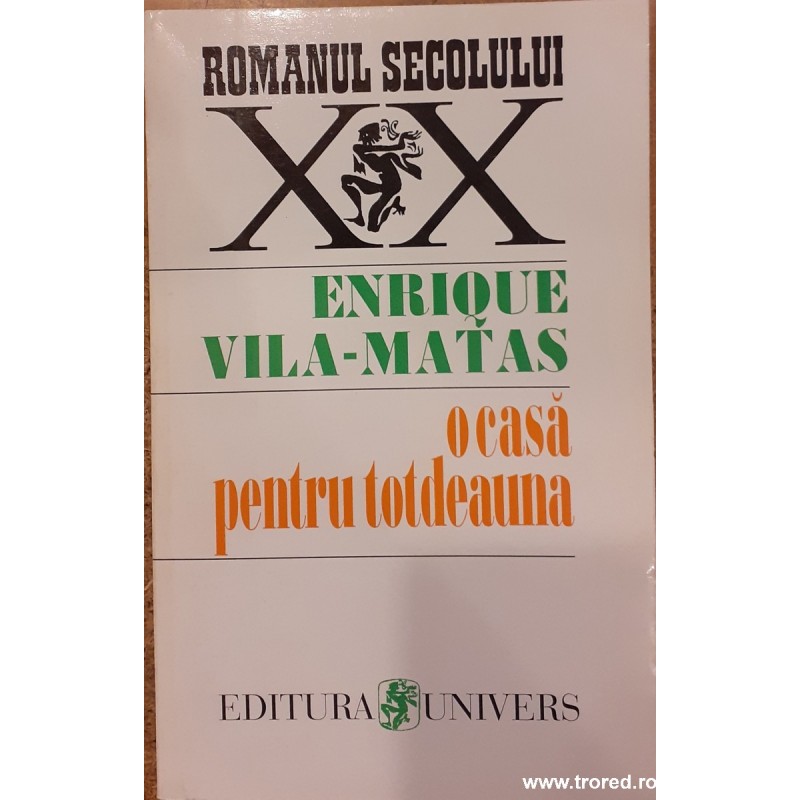 ROMANUL SECOLULUI
XX
ENRIQUE
VILA-MATAS
o casă
pentru totdeauna
EDITURA UNIVERS
www.trored.ro